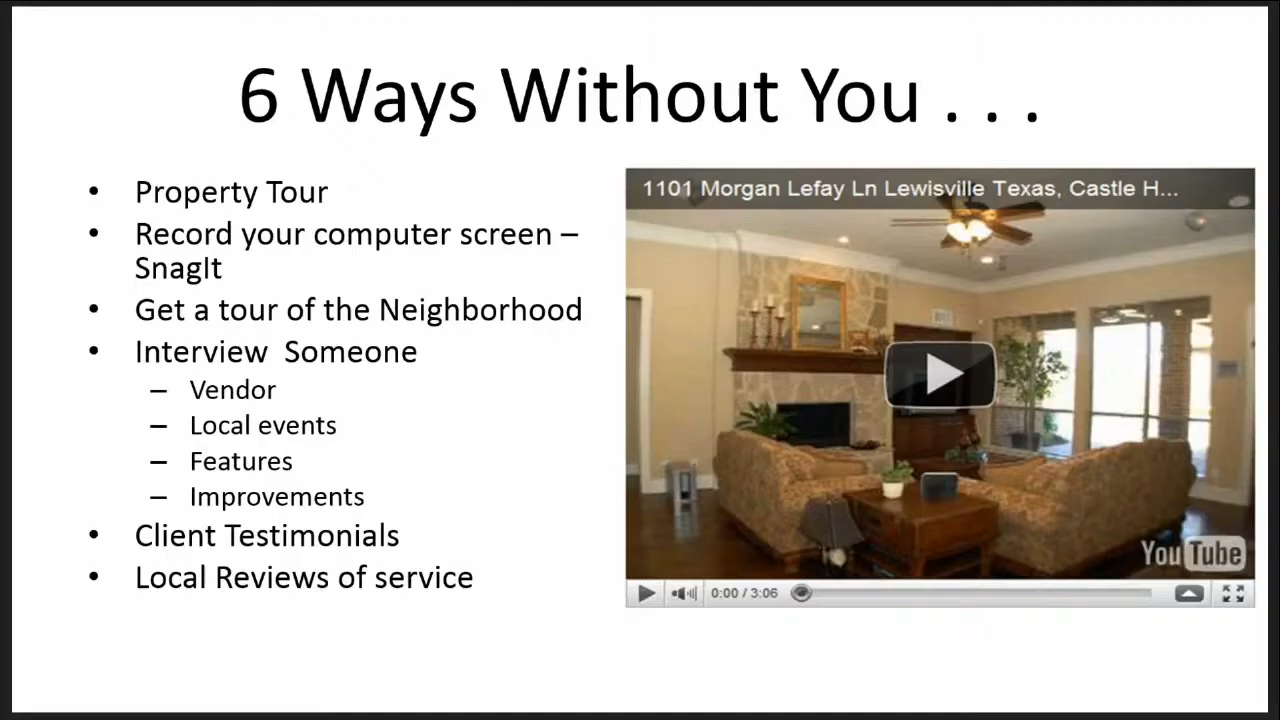 6 Ways Without You . . .
• Property Tour
• Record your computer screen –
SnagIt
• Get a tour of the Neighborhood
• Interview  Someone
– Vendor
– Local events
– Features
– Improvements
• Client Testimonials
• Local Reviews of service
1101 Morgan Lefay Ln Lewisville Texas, Castle H...
YouTube
0:00 / 3:06